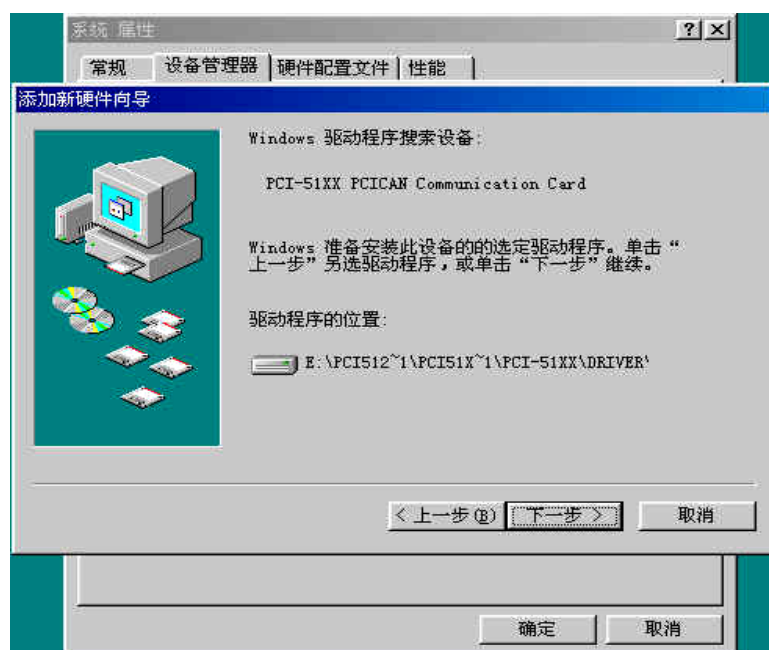 系统 属性
常规 设备管理器 硬件配置文件 性能
添加新硬件向导
Windows 驱动程序搜索设备:
PCI-51XX PCICAN Communication Card
Windows 准备安装此设备的的选定驱动程序。单击“
上一步”另选驱动程序，或单击“下一步”继续。
驱动程序的位置:
E:\PCI512~1\PCI51X~1\PCI-51XX\DRIVER\
< 上一步(B) 下一步 > 取消
确定 取消